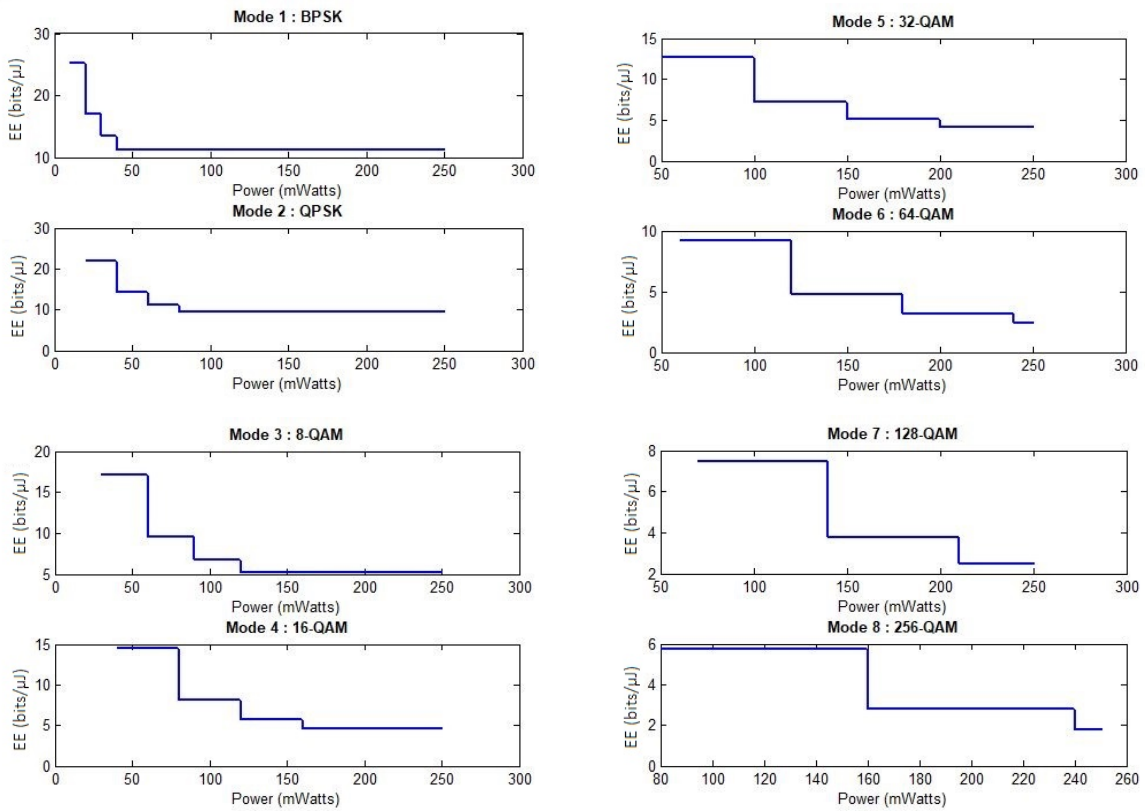 Mode 1 : BPSK
30
20
10
EE (bits/µJ)
0 50 100 150 200 250 300
Power (mWatts)
Mode 2 : QPSK
30
20
10
0
EE (bits/µJ)
0 50 100 150 200 250 300
Power (mWatts)
Mode 3 : 8-QAM
20
15
10
5
EE (bits/µJ)
0 50 100 150 200 250 300
Power (mWatts)
Mode 4 : 16-QAM
15
10
5
0
EE (bits/µJ)
0 50 100 150 200 250 300
Power (mWatts)
Mode 5 : 32-QAM
15
10
5
0
EE (bits/µJ)
50 100 150 200 250 300
Power (mWatts)
Mode 6 : 64-QAM
10
5
0
EE (bits/µJ)
50 100 150 200 250 300
Power (mWatts)
Mode 7 : 128-QAM
8
6
4
2
EE (bits/µJ)
50 100 150 200 250 300
Power (mWatts)
Mode 8 : 256-QAM
6
4
2
0
EE (bits/µJ)
80 100 120 140 160 180 200 220 240 260
Power (mWatts)